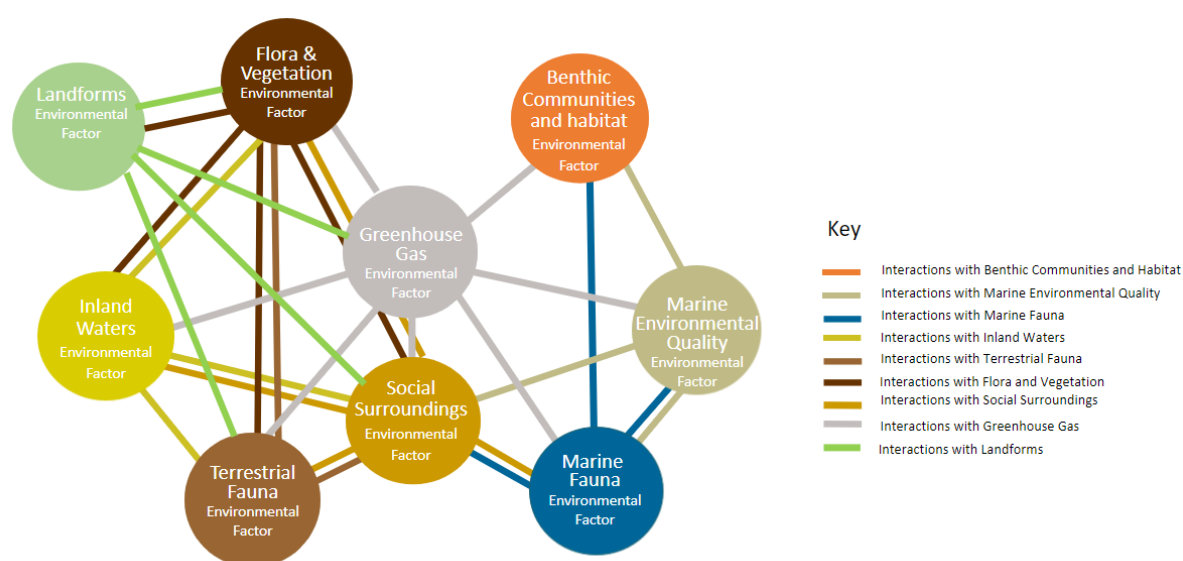 Flora &
Vegetation
Environmental
Factor
Landforms
Environmental
Factor
Benthic
Communities
and habitat
Environmental
Factor
Greenhouse
Gas
Environmental
Factor
Inland
Waters
Environmental
Factor
Marine
Environmental
Quality
Environmental
Factor
Social
Surroundings
Environmental
Factor
Terrestrial
Fauna
Environmental
Factor
Marine
Fauna
Environmental
Factor
Key
Interactions with Benthic Communities and Habitat
Interactions with Marine Environmental Quality
Interactions with Marine Fauna
Interactions with Inland Waters
Interactions with Terrestrial Fauna
Interactions with Flora and Vegetation
Interactions with Social Surroundings
Interactions with Greenhouse Gas
Interactions with Landforms